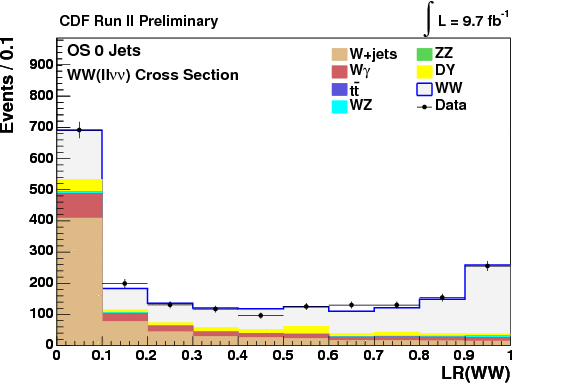 CDF Run II Preliminary
∫ L = 9.7 fb⁻¹
OS 0 Jets
WW(llνν) Cross Section
W+jets
Wγ
tt̄
WZ
ZZ
DY
WW
Data
Events / 0.1
900
800
700
600
500
400
300
200
100
0
0 0.1 0.2 0.3 0.4 0.5 0.6 0.7 0.8 0.9 1
LR(WW)